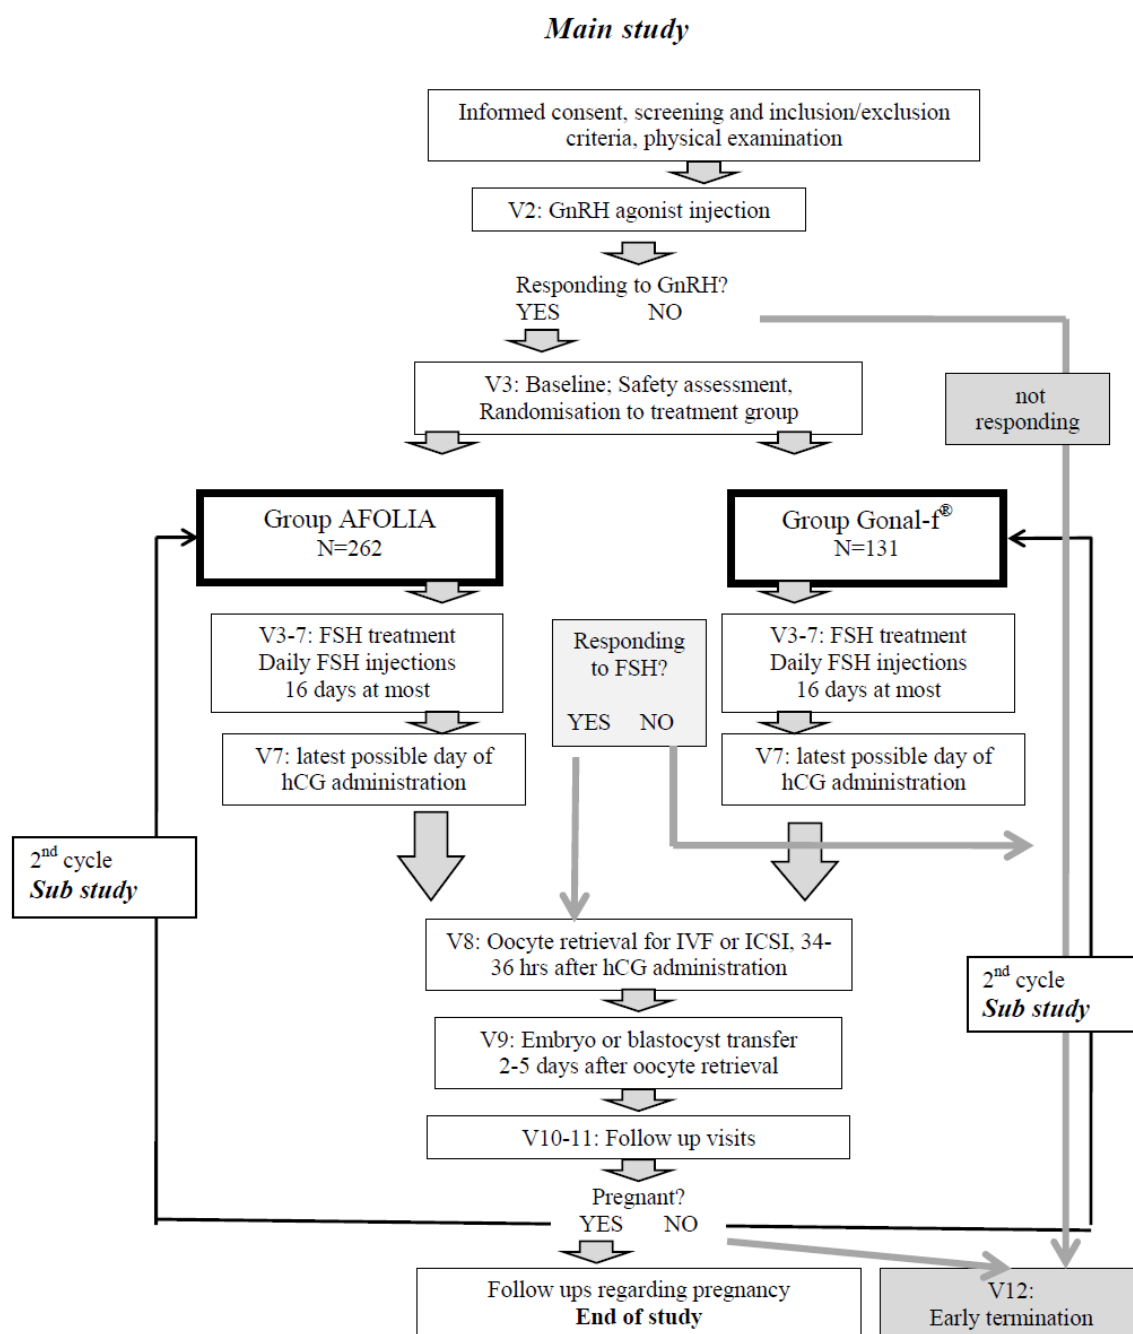 Main study
Informed consent, screening and inclusion/exclusion
criteria, physical examination
V2: GnRH agonist injection
Responding to GnRH?
YES NO
V3: Baseline; Safety assessment,
Randomisation to treatment group
not
responding
Group AFOLIA
N=262
Group Gonal-f®
N=131
V3-7: FSH treatment
Daily FSH injections
16 days at most
Responding
to FSH?
YES NO
V3-7: FSH treatment
Daily FSH injections
16 days at most
V7: latest possible day of
hCG administration
V7: latest possible day of
hCG administration
2nd cycle
Sub study
V8: Oocyte retrieval for IVF or ICSI, 34-
36 hrs after hCG administration
2nd cycle
Sub study
V9: Embryo or blastocyst transfer
2-5 days after oocyte retrieval
V10-11: Follow up visits
Pregnant?
YES NO
Follow ups regarding pregnancy
End of study
V12:
Early termination